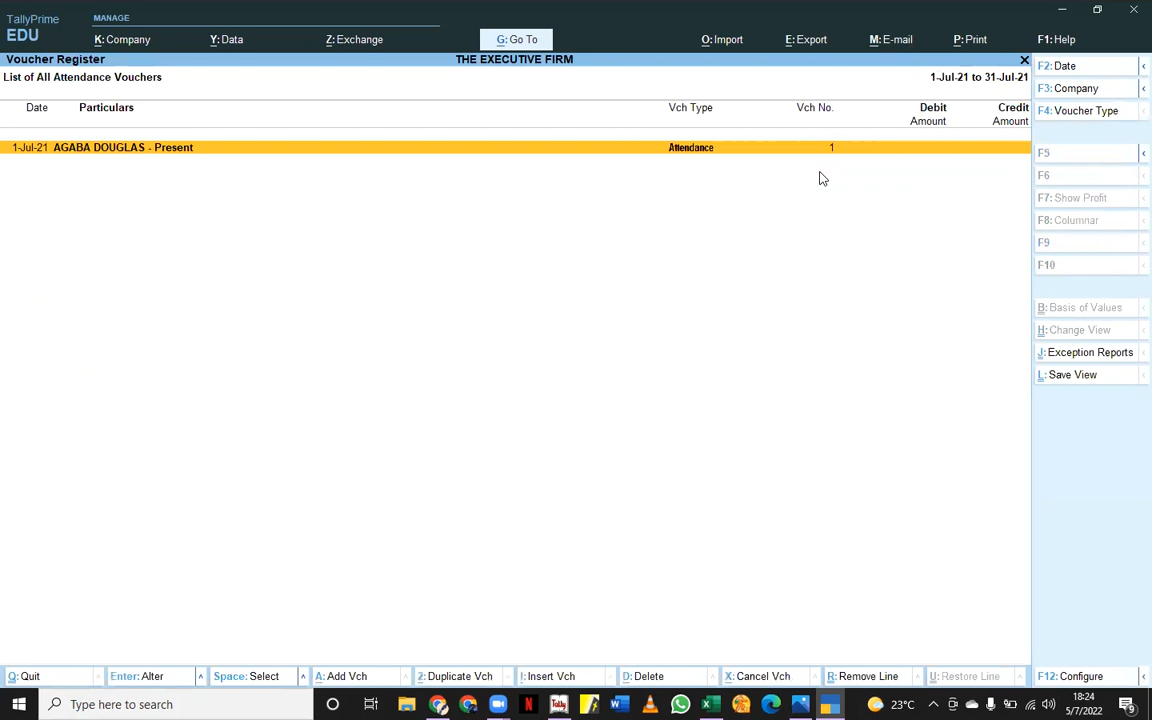 TallyPrime
EDU
MANAGE
K: Company
Y: Data
Z: Exchange
G: Go To
O: Import
E: Export
M: E-mail
P: Print
F1: Help
Voucher Register
THE EXECUTIVE FIRM
List of All Attendance Vouchers
1-Jul-21 to 31-Jul-21
Date Particulars Vch Type Vch No. Debit Credit
Amount Amount
1-Jul-21 AGABA DOUGLAS - Present Attendance 1
F2: Date
F3: Company
F4: Voucher Type
F5
F6
F7: Show Profit
F8: Columnar
F9
F10
B: Basis of Values
H: Change View
J: Exception Reports
L: Save View
Q: Quit
Enter: Alter
Space: Select
A: Add Vch
2: Duplicate Vch
I: Insert Vch
D: Delete
X: Cancel Vch
R: Remove Line
U: Restore Line
F12: Configure
Type here to search
Tally
23°C
18:24
5/7/2022
9